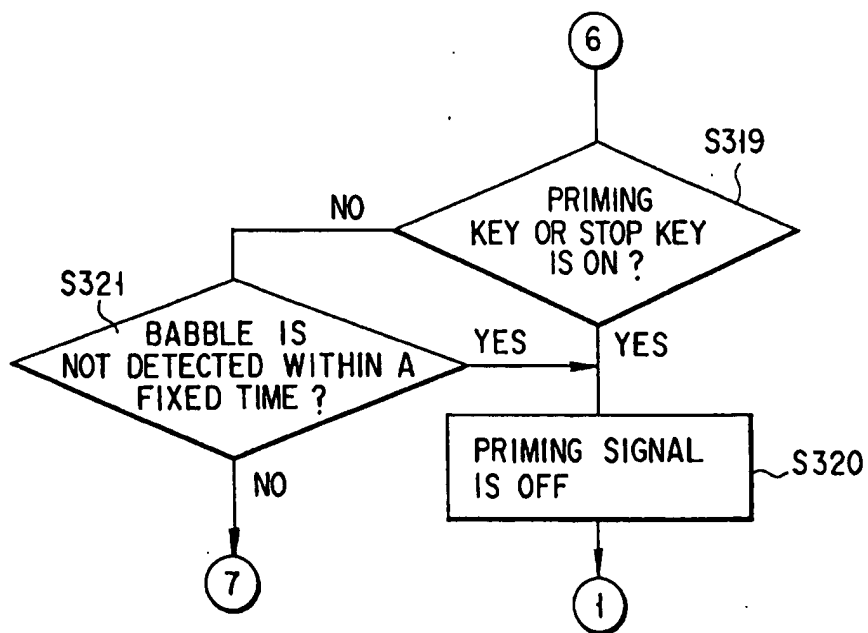 6
S319
PRIMING
KEY OR STOP KEY
IS ON ?
NO
YES
S321
BABBLE IS
NOT DETECTED WITHIN A
FIXED TIME ?
YES
NO
PRIMING SIGNAL
IS OFF
S320
7
1